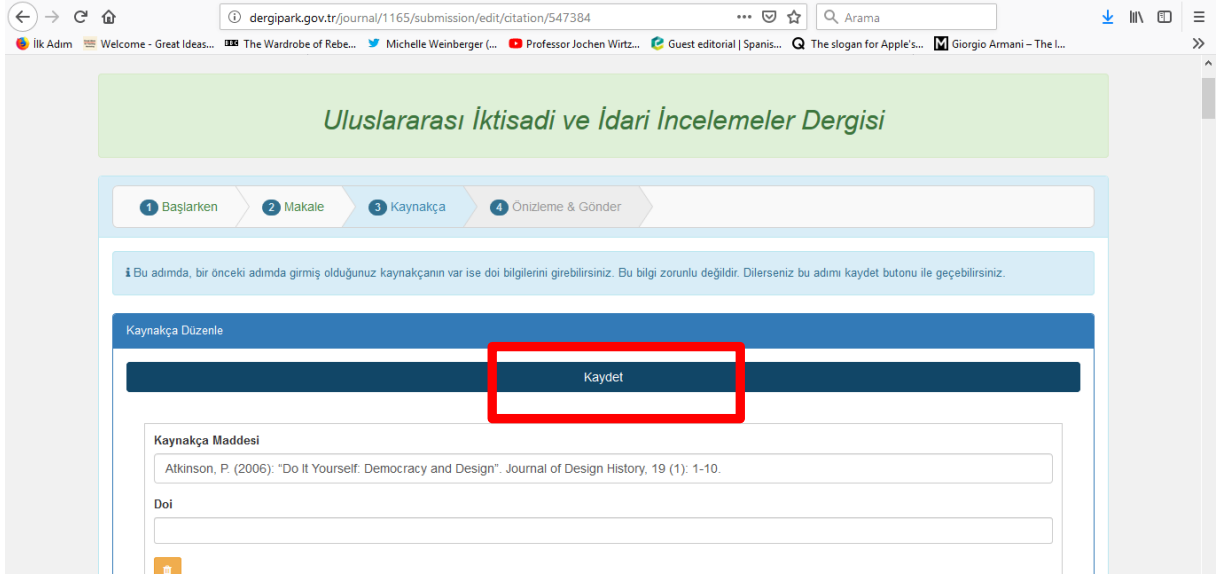 dergipark.gov.tr/journal/1165/submission/edit/citation/547384
Arama
İlk Adım Welcome - Great Ideas... The Wardrobe of Rebe... Michelle Weinberger (... Professor Jochen Wirtz... Guest editorial | Spanis... The slogan for Apple's... Giorgio Armani – The I...
Uluslararası İktisadi ve İdari İncelemeler Dergisi
1 Başlarken 2 Makale 3 Kaynakça 4 Önizleme & Gönder
i Bu adımda, bir önceki adımda girmiş olduğunuz kaynakçanın var ise doi bilgilerini girebilirsiniz. Bu bilgi zorunlu değildir. Dilerseniz bu adımı kaydet butonu ile geçebilirsiniz.
Kaynakça Düzenle
Kaydet
Kaynakça Maddesi
Atkinson, P. (2006): “Do It Yourself: Democracy and Design”. Journal of Design History, 19 (1): 1-10.
Doi